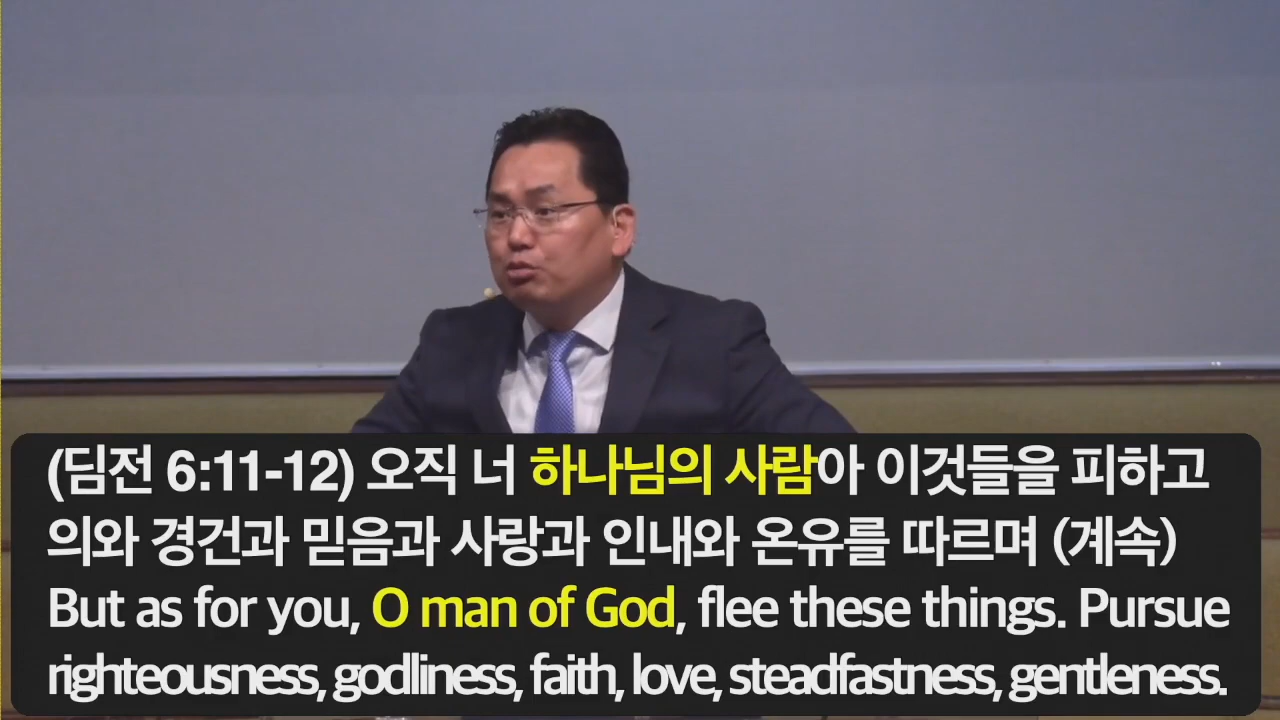 (딤전 6:11-12) 오직 너 하나님의 사람아 이것들을 피하고
의와 경건과 믿음과 사랑과 인내와 온유를 따르며 (계속)
But as for you, O man of God, flee these things. Pursue
righteousness, godliness, faith, love, steadfastness, gentleness.